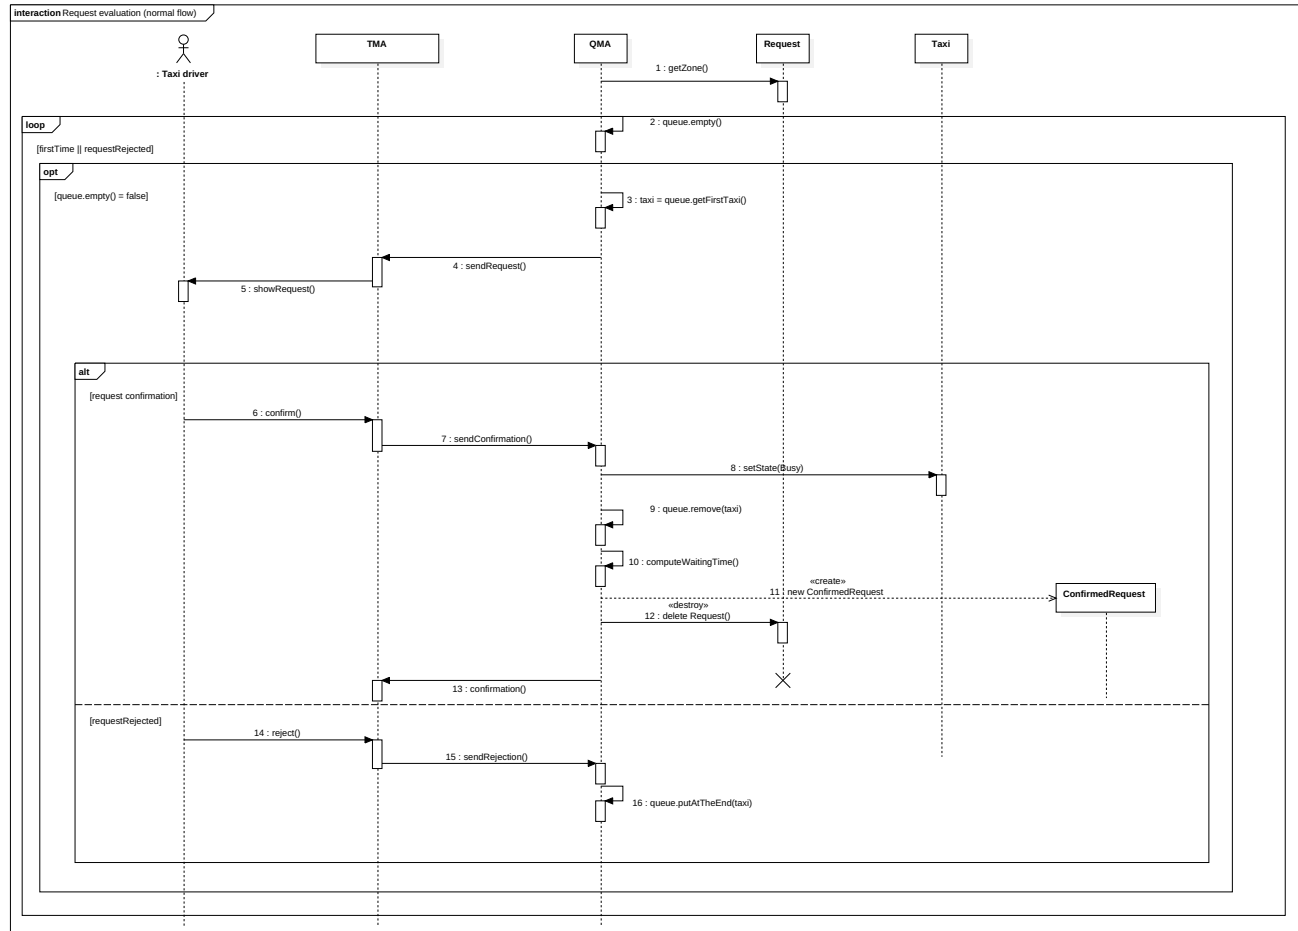 interaction Request evaluation (normal flow)
: Taxi driver
TMA
QMA
Request
Taxi
1 : getZone()
loop
2 : queue.empty()
[firstTime || requestRejected]
opt
[queue.empty() = false]
3 : taxi = queue.getFirstTaxi()
4 : sendRequest()
5 : showRequest()
alt
[request confirmation]
6 : confirm()
7 : sendConfirmation()
8 : setState(Busy)
9 : queue.remove(taxi)
10 : computeWaitingTime()
«create»
11 : new ConfirmedRequest
ConfirmedRequest
«destroy»
12 : delete Request()
13 : confirmation()
[requestRejected]
14 : reject()
15 : sendRejection()
16 : queue.putAtTheEnd(taxi)